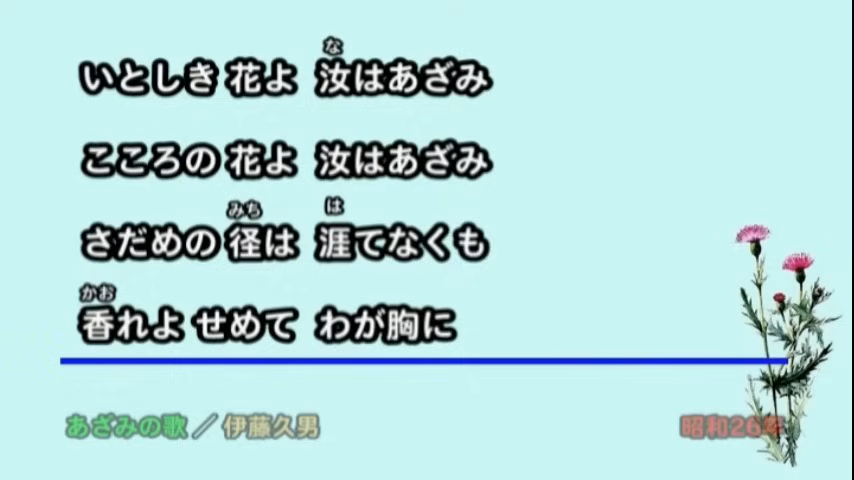 いとしき 花よ 汝はあざみ
こころの 花よ 汝はあざみ
さだめの 径は 涯てなくも
香れよ せめて わが胸に
あざみの歌／伊藤久男
昭和26年